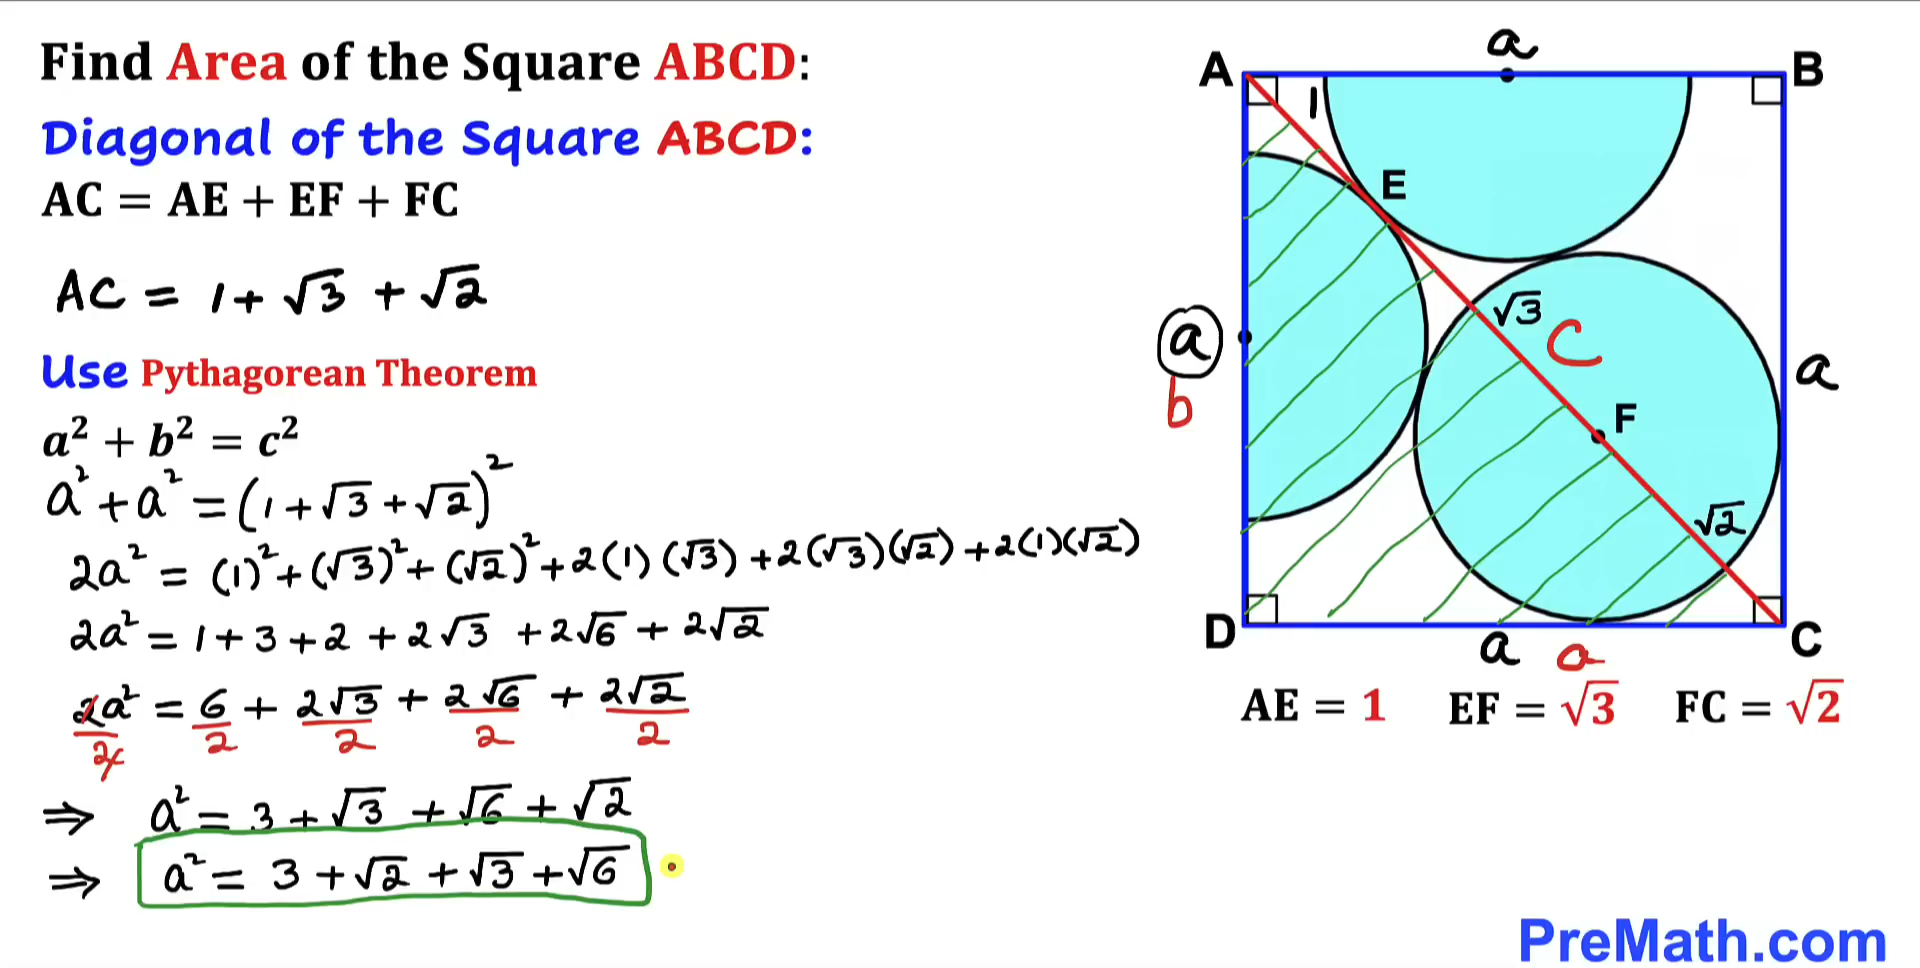 Find Area of the Square ABCD:
Diagonal of the Square ABCD:
AC = AE + EF + FC
AC = 1 + √3 + √2
Use Pythagorean Theorem
a² + b² = c²
a² + a² = (1 + √3 + √2)²
2a² = (1)² + (√3)² + (√2)² + 2(1)(√3) + 2(√3)(√2) + 2(1)(√2)
2a² = 1 + 3 + 2 + 2√3 + 2√6 + 2√2
2a²/2 = 6/2 + 2√3/2 + 2√6/2 + 2√2/2
⇒ a² = 3 + √3 + √6 + √2
⇒ a² = 3 + √2 + √3 + √6
a
A
B
1
E
√3
C
a
b
a
F
√2
D
C
a
a
AE = 1 EF = √3 FC = √2
PreMath.com